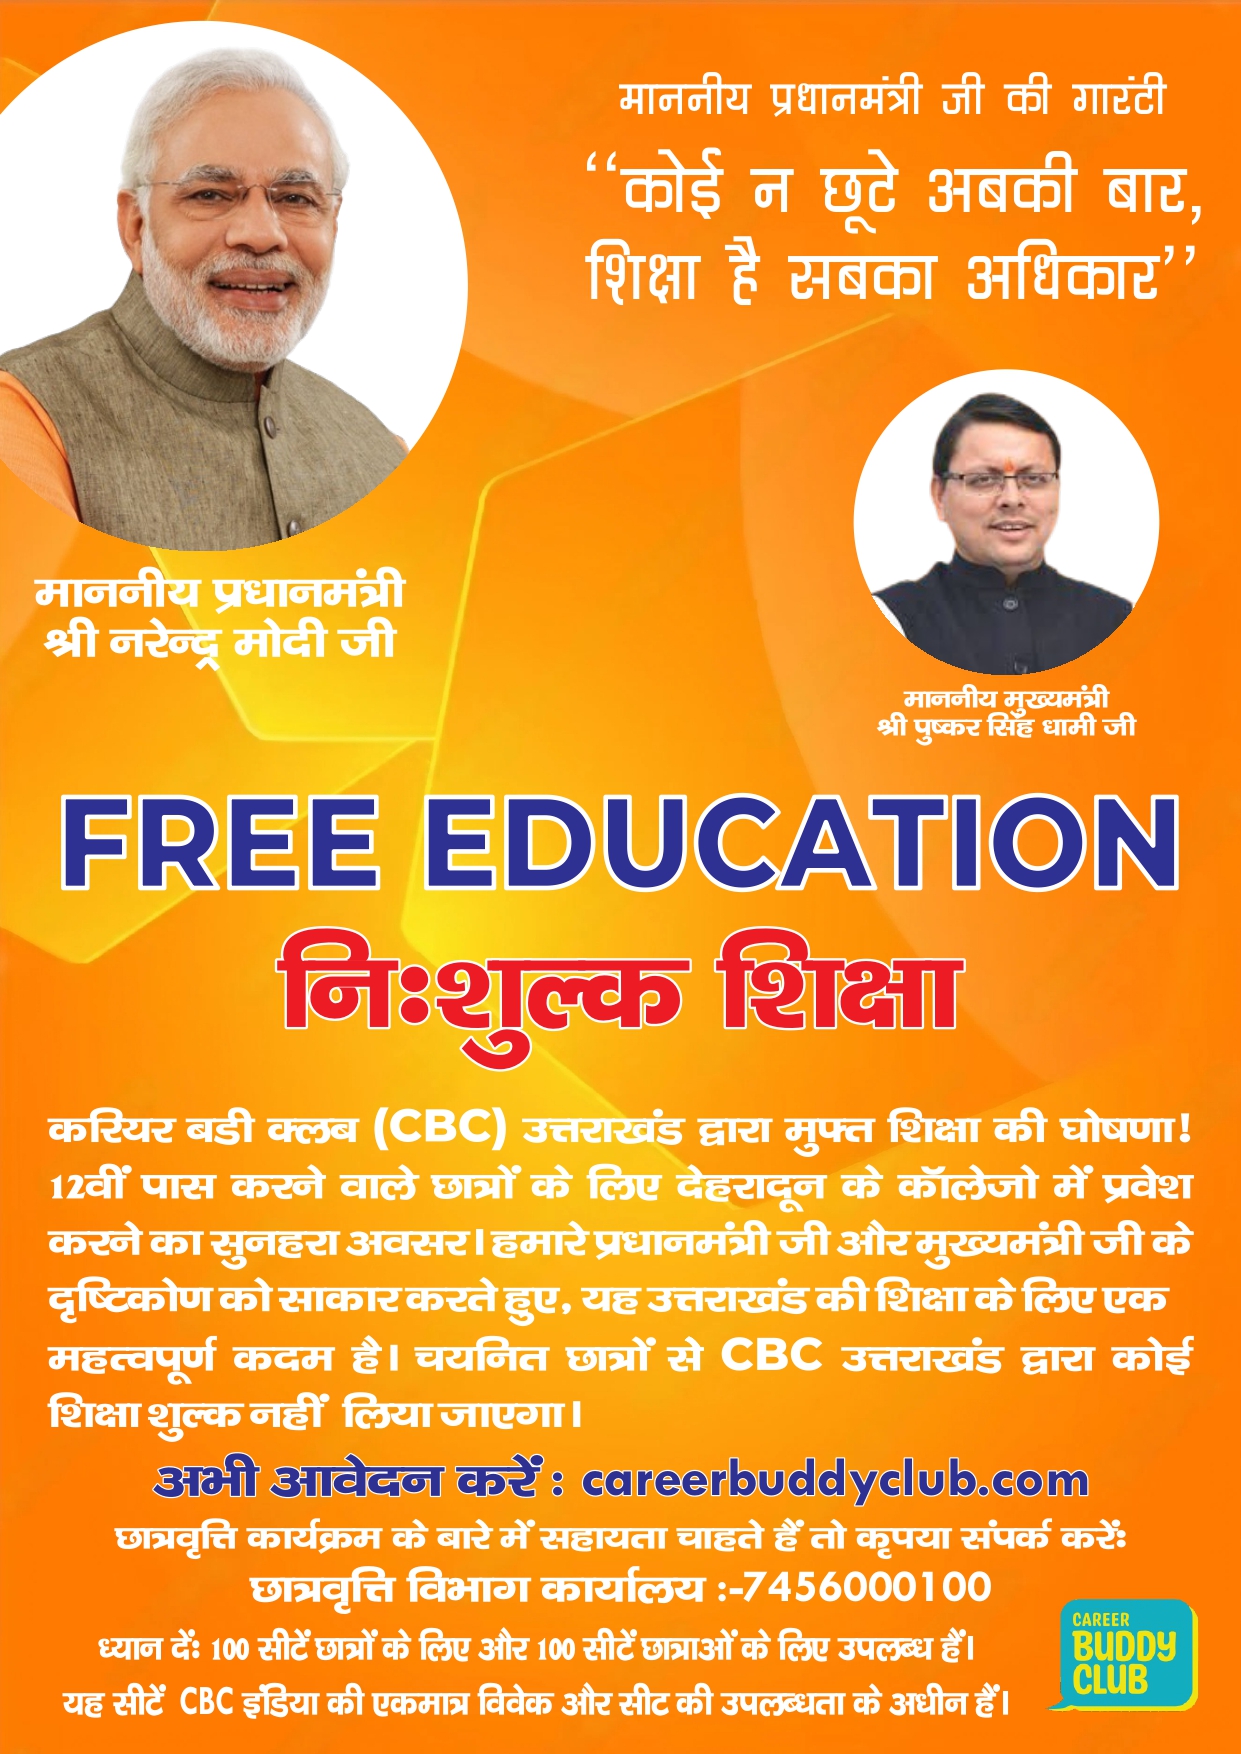 माननीय प्रधानमंत्री जी की गारंटी
‘‘कोई न छूटे अबकी बार,
शिक्षा है सबका अधिकार’’
माननीय प्रधानमंत्री
श्री नरेन्द्र मोदी जी
माननीय मुख्यमंत्री
श्री पुष्कर सिंह धामी जी
FREE EDUCATION
निःशुल्क शिक्षा
करियर बडी क्लब (CBC) उत्तराखंड द्वारा मुफ्त शिक्षा की घोषणा!
12वीं पास करने वाले छात्रों के लिए देहरादून के कॉलेजो में प्रवेश
करने का सुनहरा अवसर। हमारे प्रधानमंत्री जी और मुख्यमंत्री जी के
दृष्टिकोण को साकार करते हुए, यह उत्तराखंड की शिक्षा के लिए एक
महत्वपूर्ण कदम है। चयनित छात्रों से CBC उत्तराखंड द्वारा कोई
शिक्षा शुल्क नहीं लिया जाएगा।
अभी आवेदन करें : careerbuddyclub.com
छात्रवृत्ति कार्यक्रम के बारे में सहायता चाहते हैं तो कृपया संपर्क करें:
छात्रवृत्ति विभाग कार्यालय :-7456000100
ध्यान दें: 100 सीटें छात्रों के लिए और 100 सीटें छात्राओं के लिए उपलब्ध हैं।
यह सीटें CBC इंडिया की एकमात्र विवेक और सीट की उपलब्धता के अधीन हैं।
CAREER
BUDDY
CLUB